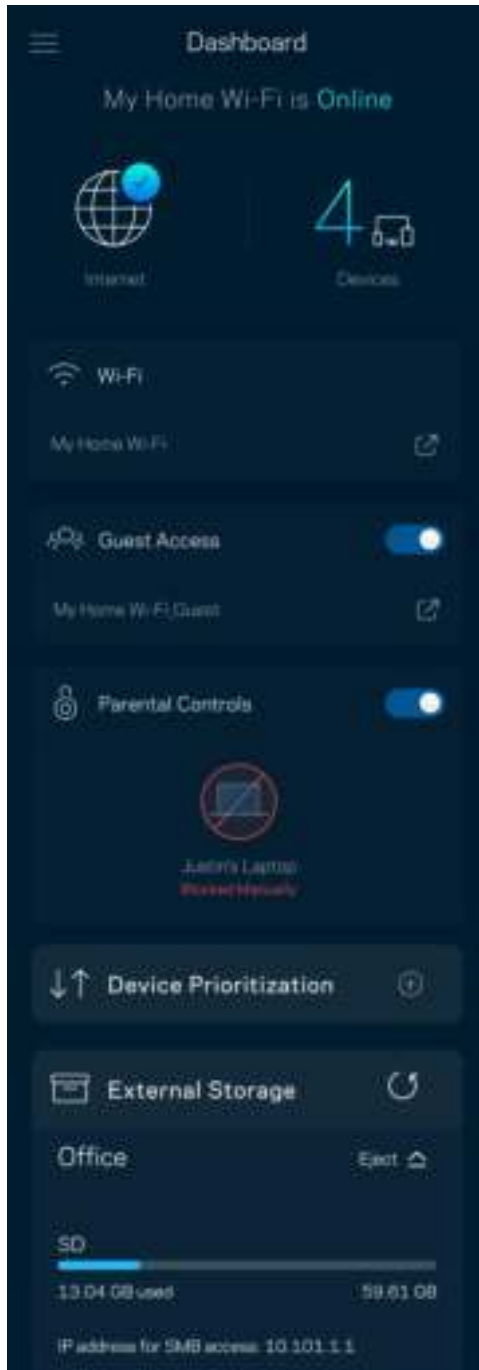 Dashboard
My Home Wi-Fi is Online
4
Internet
Devices
Wi-Fi
My Home Wi-Fi
Guest Access
My Home Wi-Fi_Guest
Parental Controls
Justin's Laptop
Blocked Manually
Device Prioritization
External Storage
Office
Eject
SD
13.04 GB used
59.61 GB
IP address for SMB access: 10.101.1.1